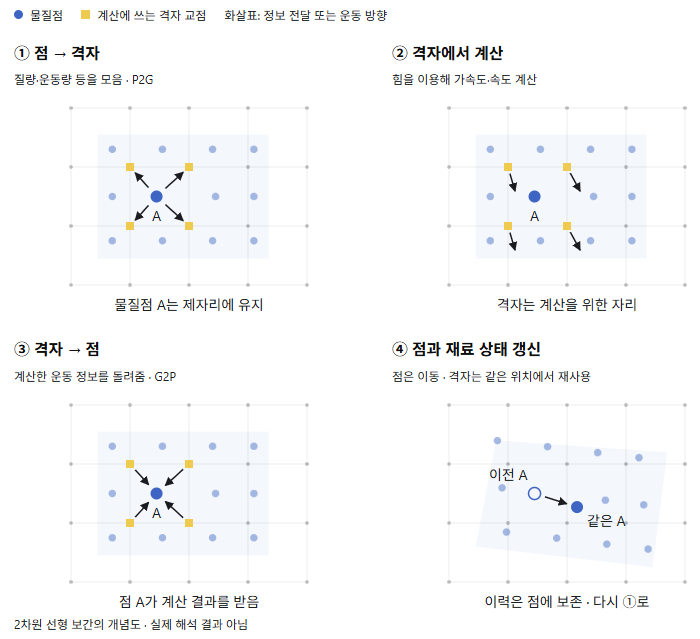 물질점 계산에 쓰는 격자 교점 화살표: 정보 전달 또는 운동 방향
① 점 → 격자
질량·운동량 등을 모음 · P2G
A
물질점 A는 제자리에 유지
② 격자에서 계산
힘을 이용해 가속도·속도 계산
A
격자는 계산을 위한 자리
③ 격자 → 점
계산한 운동 정보를 돌려줌 · G2P
A
점 A가 계산 결과를 받음
④ 점과 재료 상태 갱신
점은 이동 · 격자는 같은 위치에서 재사용
이전 A
같은 A
이력은 점에 보존 · 다시 ①로
2차원 선형 보간의 개념도 · 실제 해석 결과 아님